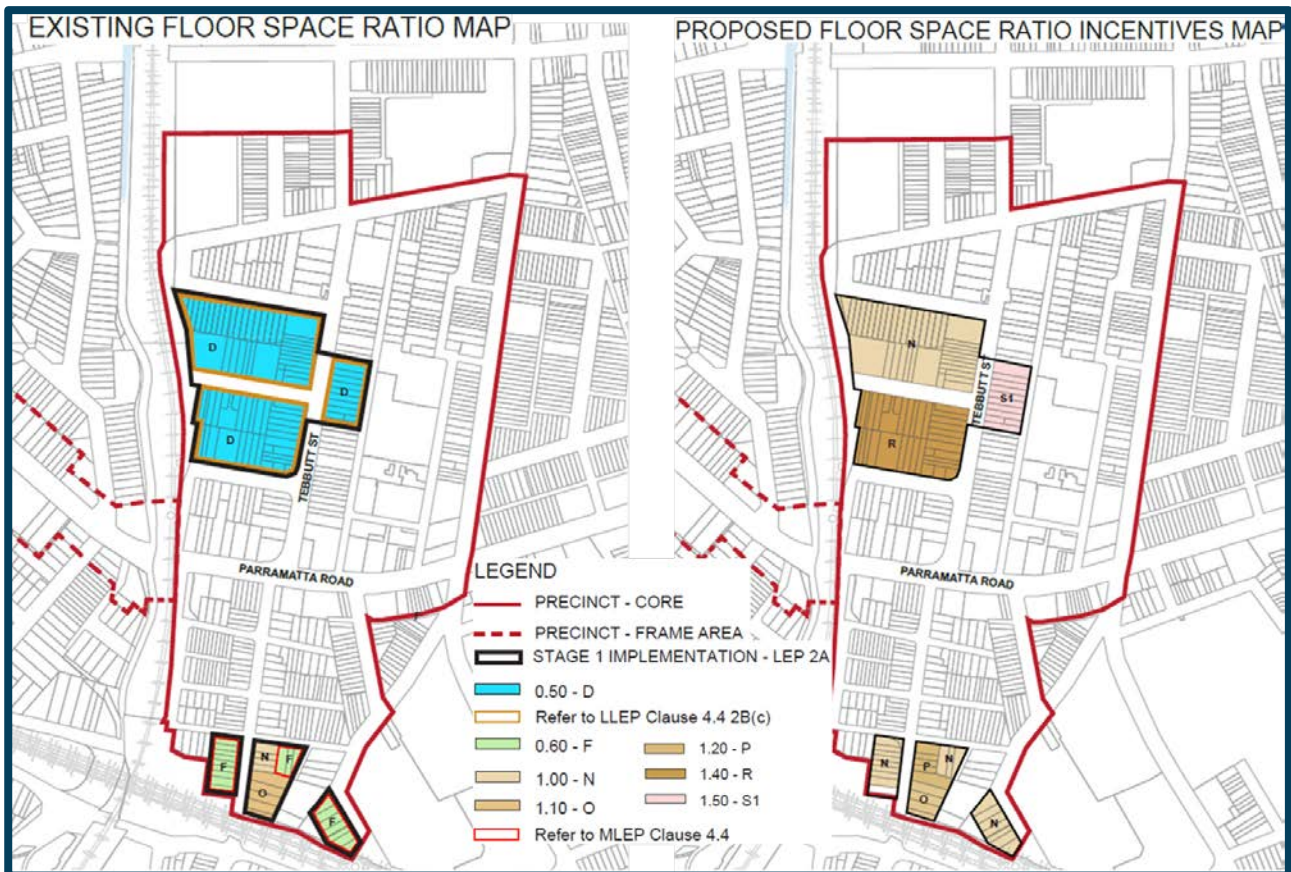 EXISTING FLOOR SPACE RATIO MAP
D
D
D
TEBBUTT ST
PARRAMATTA ROAD
F
N
F
O
F
LEGEND
PRECINCT - CORE
PRECINCT - FRAME AREA
STAGE 1 IMPLEMENTATION - LEP 2A
0.50 - D
Refer to LLEP Clause 4.4 2B(c)
0.60 - F
1.00 - N
1.10 - O
1.20 - P
1.40 - R
1.50 - S1
Refer to MLEP Clause 4.4
PROPOSED FLOOR SPACE RATIO INCENTIVES MAP
N
TEBBUTT ST
S1
R
PARRAMATTA ROAD
N
P
N
O
N